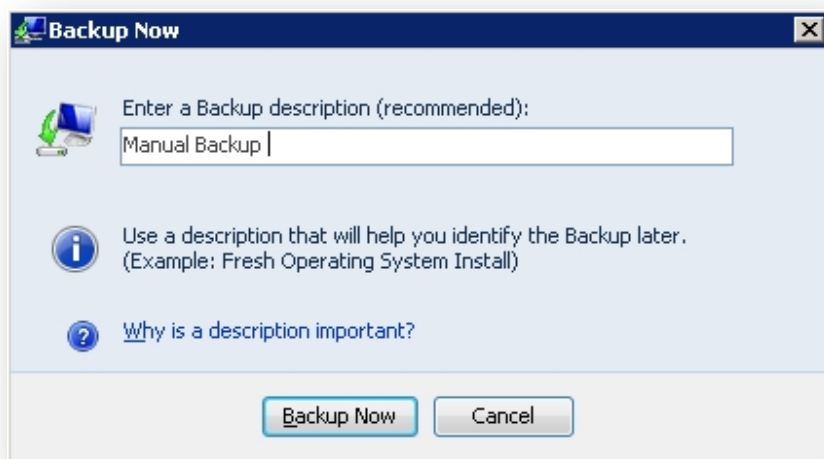 Backup Now
Enter a Backup description (recommended):
Manual Backup
Use a description that will help you identify the Backup later.
(Example: Fresh Operating System Install)
Why is a description important?
Backup Now
Cancel